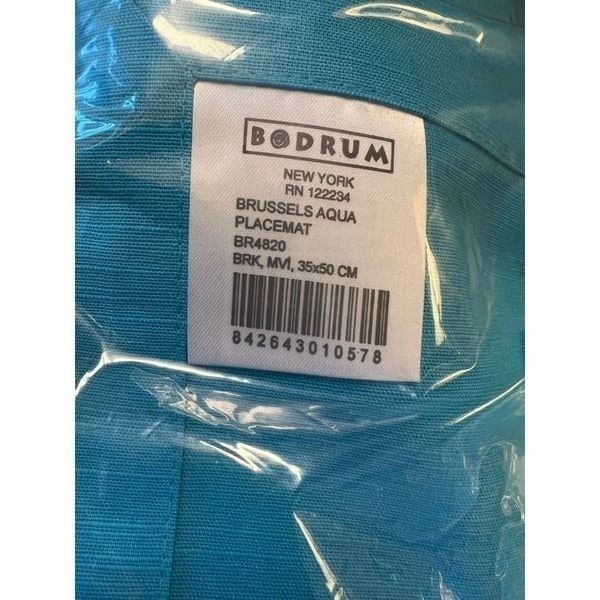 BODRUM
NEW YORK
RN 122234
BRUSSELS AQUA
PLACEMAT
BR4820
BRK, MVİ, 35x50 CM
842643010578